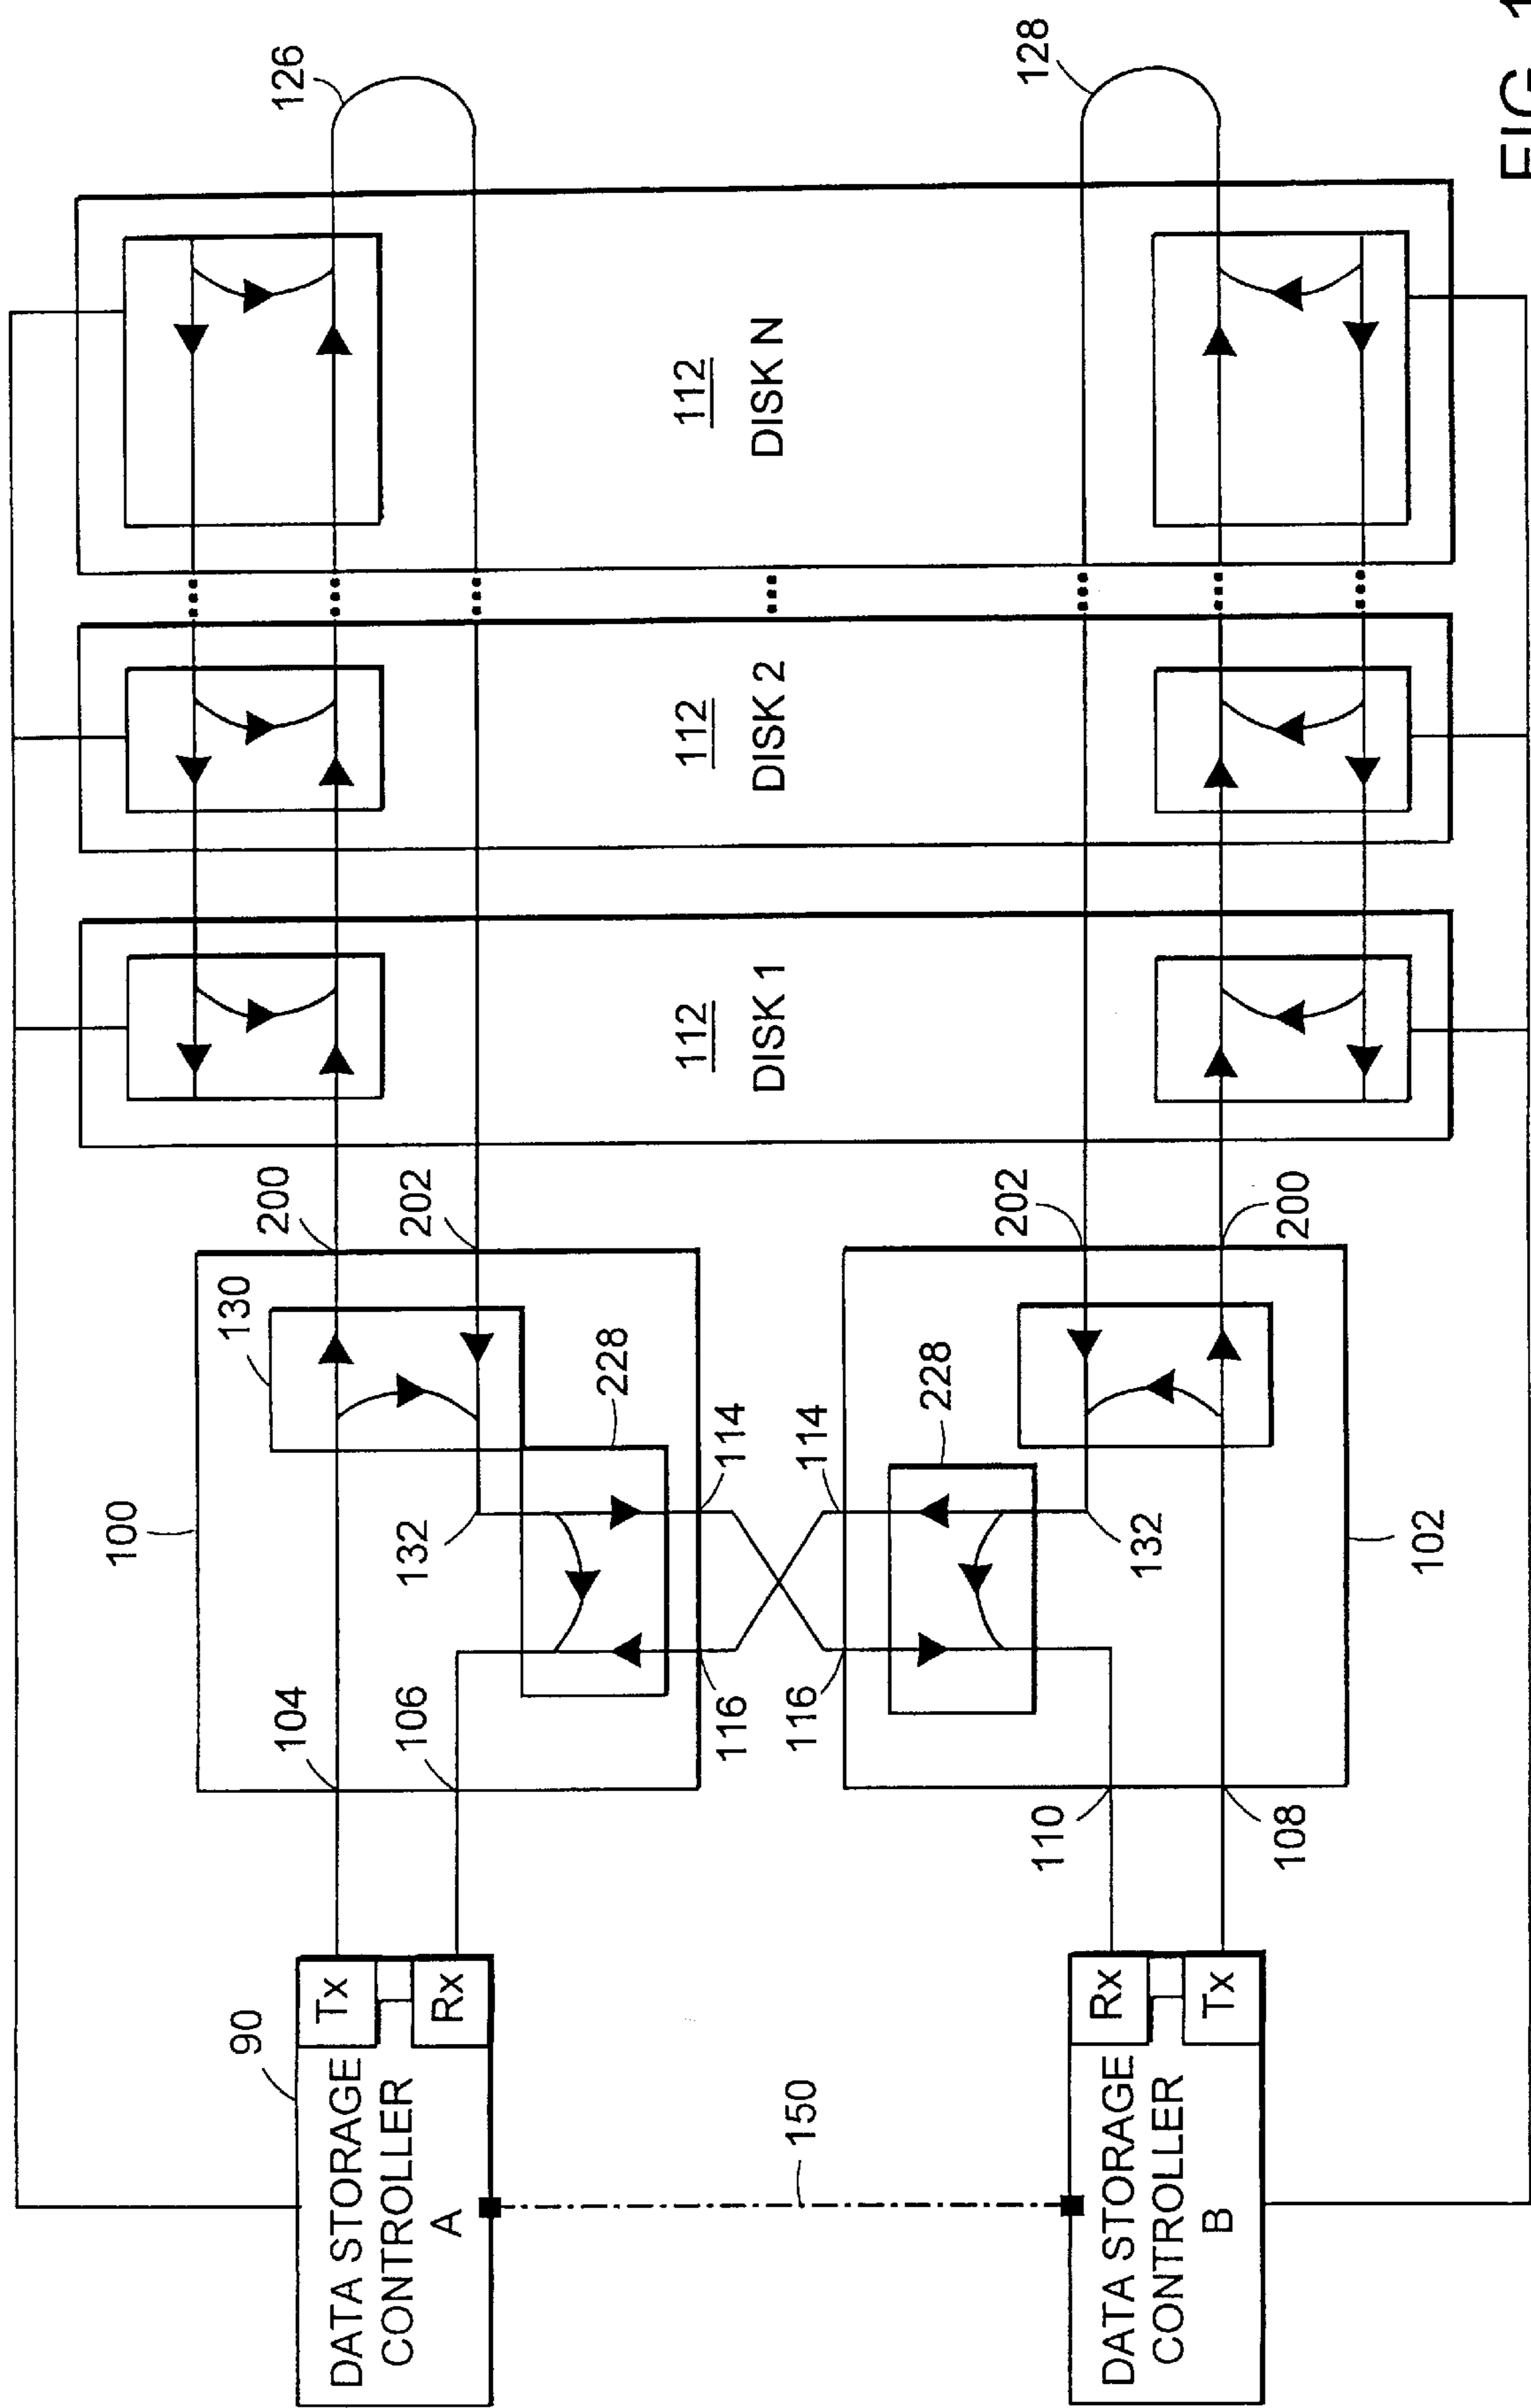 90
DATA STORAGE
CONTROLLER
A
Tx
Rx
150
DATA STORAGE
CONTROLLER
B
Rx
Tx
100
104
106
130
132
228
114
116
200
202
116
114
228
132
110
108
102
202
200
112
DISK 1
112
DISK 2
112
DISK N
126
128
FIG. 1